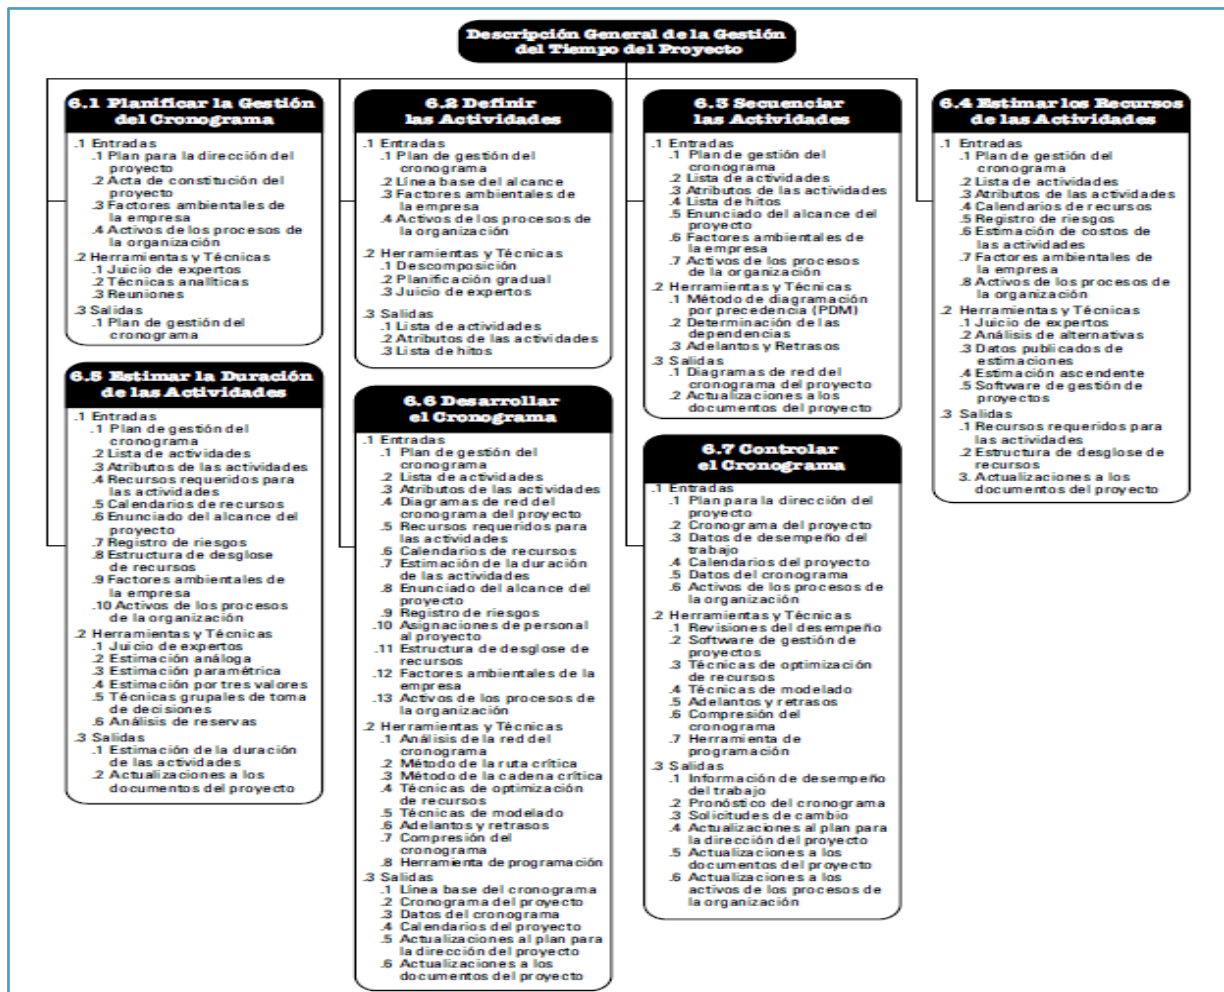 Descripción General de la Gestión
del Tiempo del Proyecto
6.1 Planificar la Gestión
del Cronograma
.1 Entradas
.1 Plan para la dirección del
proyecto
.2 Acta de constitución del
proyecto
.3 Factores ambientales de
la empresa
.4 Activos de los procesos de
la organización
.2 Herramientas y Técnicas
.1 Juicio de expertos
.2 Técnicas analíticas
.3 Reuniones
.3 Salidas
.1 Plan de gestión del
cronograma
6.2 Definir
las Actividades
.1 Entradas
.1 Plan de gestión del
cronograma
.2 Línea base del alcance
.3 Factores ambientales de
la empresa
.4 Activos de los procesos de
la organización
.2 Herramientas y Técnicas
.1 Descomposición
.2 Planificación gradual
.3 Juicio de expertos
.3 Salidas
.1 Lista de actividades
.2 Atributos de las actividades
.3 Lista de hitos
6.3 Secuenciar
las Actividades
.1 Entradas
.1 Plan de gestión del
cronograma
.2 Lista de actividades
.3 Atributos de las actividades
.4 Lista de hitos
.5 Enunciado del alcance del
proyecto
.6 Factores ambientales de
la empresa
.7 Activos de los procesos
de la organización
.2 Herramientas y Técnicas
.1 Método de diagramación
por precedencia (PDM)
.2 Determinación de las
dependencias
.3 Adelantos y Retrasos
.3 Salidas
.1 Diagramas de red del
cronograma del proyecto
.2 Actualizaciones a los
documentos del proyecto
6.4 Estimar los Recursos
de las Actividades
.1 Entradas
.1 Plan de gestión del
cronograma
.2 Lista de actividades
.3 Atributos de las actividades
.4 Calendarios de recursos
.5 Registro de riesgos
.6 Estimación de costos de
las actividades
.7 Factores ambientales de
la empresa
.8 Activos de los procesos de
la organización
.2 Herramientas y Técnicas
.1 Juicio de expertos
.2 Análisis de alternativas
.3 Datos publicados de
estimaciones
.4 Estimación ascendente
.5 Software de gestión de
proyectos
.3 Salidas
.1 Recursos requeridos para
las actividades
.2 Estructura de desglose de
recursos
3. Actualizaciones a los
documentos del proyecto
6.5 Estimar la Duración
de las Actividades
.1 Entradas
.1 Plan de gestión del
cronograma
.2 Lista de actividades
.3 Atributos de las actividades
.4 Recursos requeridos para
las actividades
.5 Calendarios de recursos
.6 Enunciado del alcance del
proyecto
.7 Registro de riesgos
.8 Estructura de desglose
de recursos
.9 Factores ambientales de
la empresa
.10 Activos de los procesos
de la organización
.2 Herramientas y Técnicas
.1 Juicio de expertos
.2 Estimación análoga
.3 Estimación paramétrica
.4 Estimación por tres valores
.5 Técnicas grupales de toma
de decisiones
.6 Análisis de reservas
.3 Salidas
.1 Estimación de la duración
de las actividades
.2 Actualizaciones a los
documentos del proyecto
6.6 Desarrollar
el Cronograma
.1 Entradas
.1 Plan de gestión del
cronograma
.2 Lista de actividades
.3 Atributos de las actividades
.4 Diagramas de red del
cronograma del proyecto
.5 Recursos requeridos para
las actividades
.6 Calendarios de recursos
.7 Estimación de la duración
de las actividades
.8 Enunciado del alcance del
proyecto
.9 Registro de riesgos
.10 Asignaciones de personal
al proyecto
.11 Estructura de desglose de
recursos
.12 Factores ambientales de la
empresa
.13 Activos de los procesos de
la organización
.2 Herramientas y Técnicas
.1 Análisis de la red del
cronograma
.2 Método de la ruta crítica
.3 Método de la cadena crítica
.4 Técnicas de optimización
de recursos
.5 Técnicas de modelado
.6 Adelantos y retrasos
.7 Compresión del
cronograma
.8 Herramienta de programación
.3 Salidas
.1 Línea base del cronograma
.2 Cronograma del proyecto
.3 Datos del cronograma
.4 Calendarios del proyecto
.5 Actualizaciones al plan para
la dirección del proyecto
.6 Actualizaciones a los
documentos del proyecto
6.7 Controlar
el Cronograma
.1 Entradas
.1 Plan para la dirección del
proyecto
.2 Cronograma del proyecto
.3 Datos de desempeño del
trabajo
.4 Calendarios del proyecto
.5 Datos del cronograma
.6 Activos de los procesos de
la organización
.2 Herramientas y Técnicas
.1 Revisiones del desempeño
.2 Software de gestión de
proyectos
.3 Técnicas de optimización
de recursos
.4 Técnicas de modelado
.5 Adelantos y retrasos
.6 Compresión del
cronograma
.7 Herramienta de
programación
.3 Salidas
.1 Información de desempeño
del trabajo
.2 Pronóstico del cronograma
.3 Solicitudes de cambio
.4 Actualizaciones al plan para
la dirección del proyecto
.5 Actualizaciones a los
documentos del proyecto
.6 Actualizaciones a los
activos de los procesos de
la organización